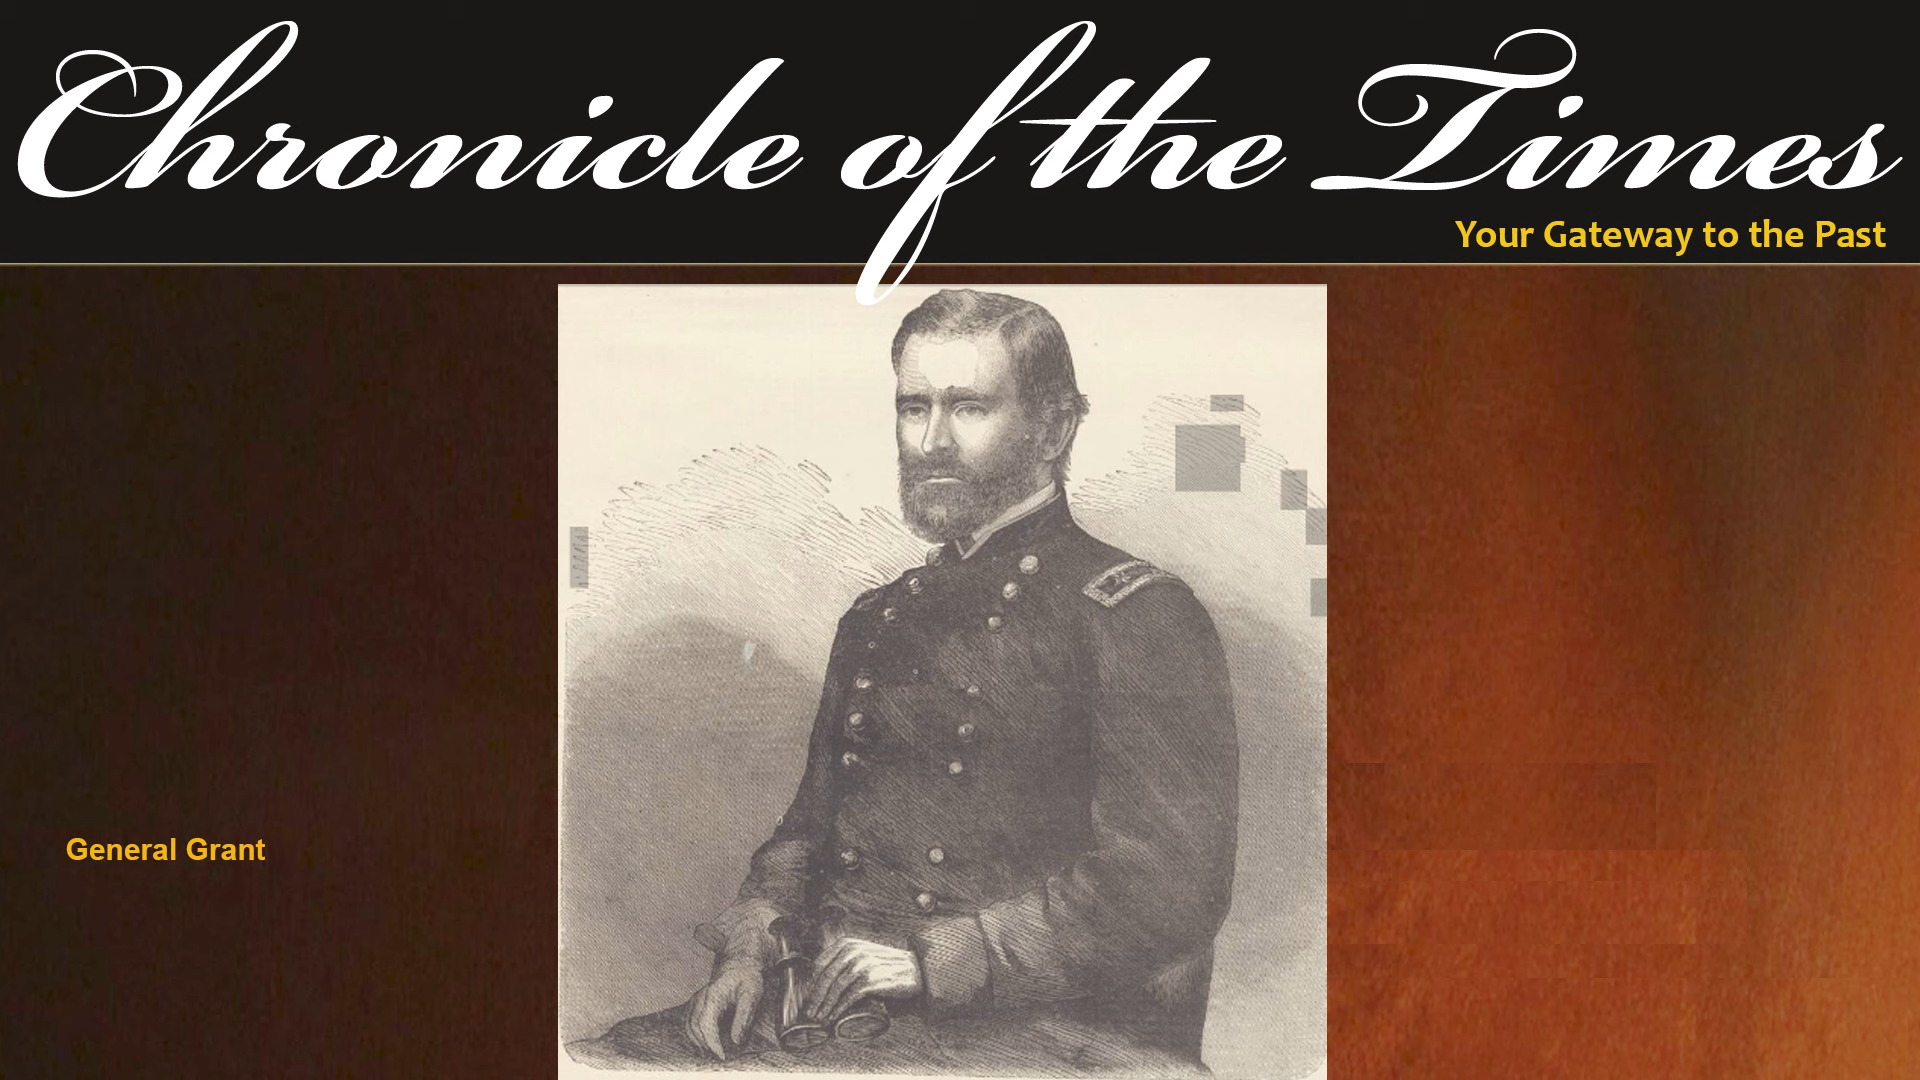 Chronicle of the Times
Your Gateway to the Past
General Grant